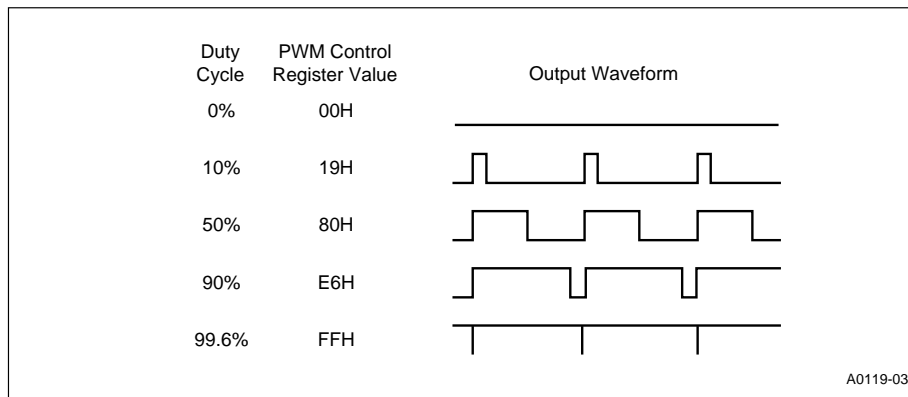 Duty Cycle PWM Control Register Value Output Waveform
0% 00H
10% 19H
50% 80H
90% E6H
99.6% FFH
A0119-03